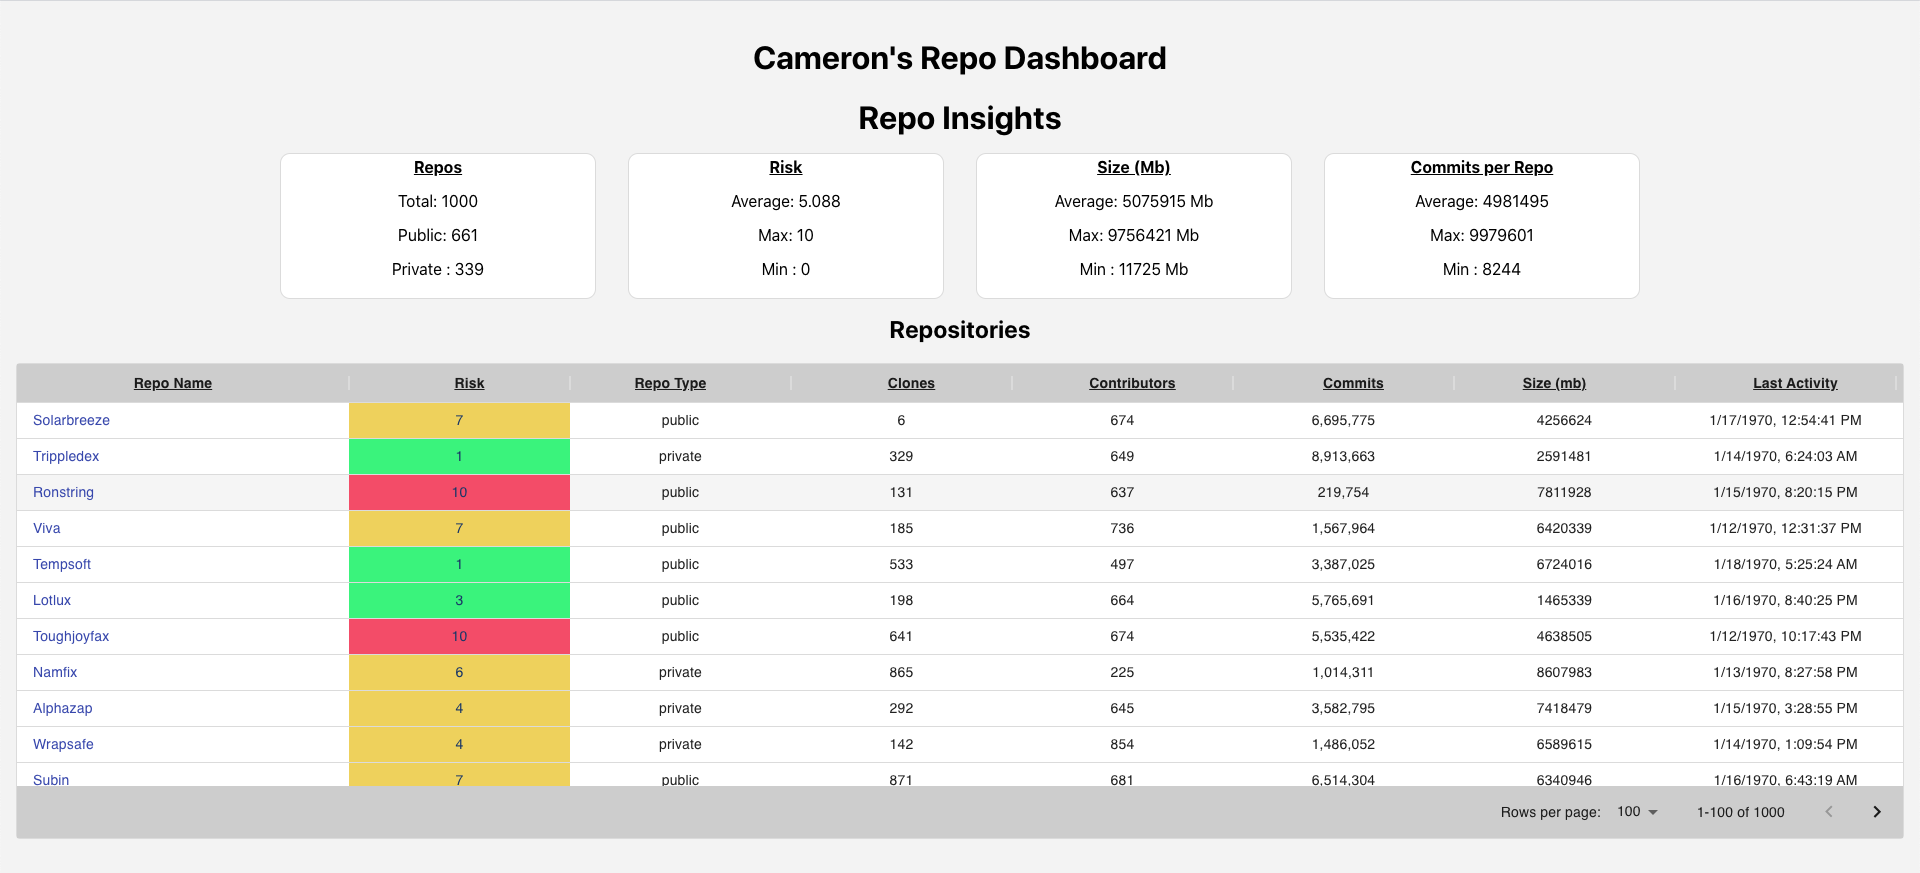 Cameron's Repo Dashboard
Repo Insights
Repos
Total: 1000
Public: 661
Private : 339
Risk
Average: 5.088
Max: 10
Min : 0
Size (Mb)
Average: 5075915 Mb
Max: 9756421 Mb
Min : 11725 Mb
Commits per Repo
Average: 4981495
Max: 9979601
Min : 8244
Repositories
Repo Name Risk Repo Type Clones Contributors Commits Size (mb) Last Activity
Solarbreeze 7 public 6 674 6,695,775 4256624 1/17/1970, 12:54:41 PM
Trippledex 1 private 329 649 8,913,663 2591481 1/14/1970, 6:24:03 AM
Ronstring 10 public 131 637 219,754 7811928 1/15/1970, 8:20:15 PM
Viva 7 public 185 736 1,567,964 6420339 1/12/1970, 12:31:37 PM
Tempsoft 1 public 533 497 3,387,025 6724016 1/18/1970, 5:25:24 AM
Lotlux 3 public 198 664 5,765,691 1465339 1/16/1970, 8:40:25 PM
Toughjoyfax 10 public 641 674 5,535,422 4638505 1/12/1970, 10:17:43 PM
Namfix 6 private 865 225 1,014,311 8607983 1/13/1970, 8:27:58 PM
Alphazap 4 private 292 645 3,582,795 7418479 1/15/1970, 3:28:55 PM
Wrapsafe 4 private 142 854 1,486,052 6589615 1/14/1970, 1:09:54 PM
Subin 7 public 871 681 6,514,304 6340946 1/16/1970, 6:43:19 AM
Rows per page: 100 1-100 of 1000